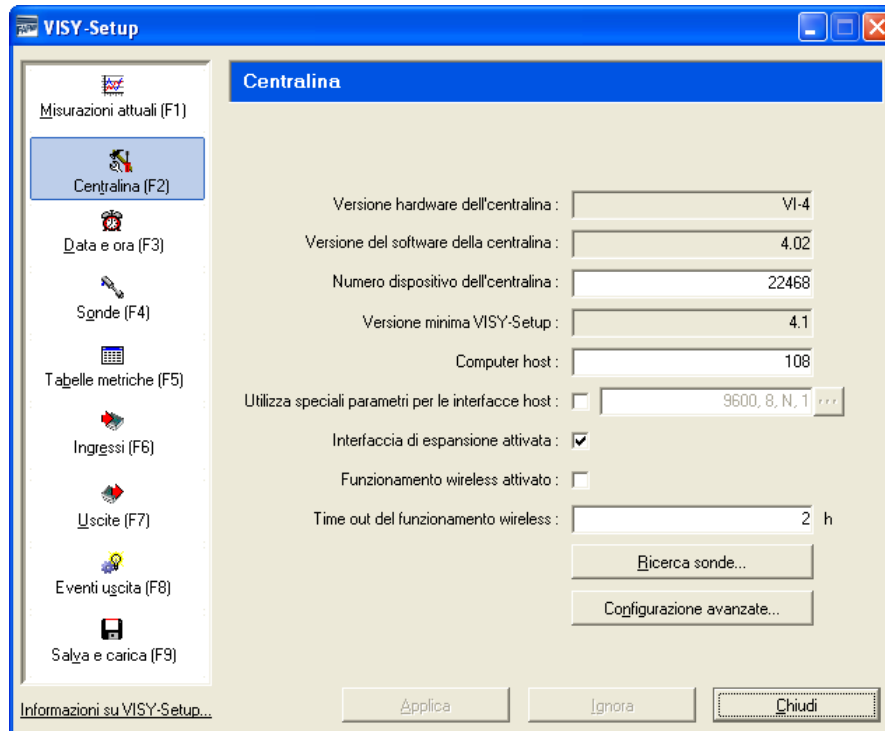 VISY-Setup
Misurazioni attuali (F1)
Centralina (F2)
Data e ora (F3)
Sonde (F4)
Tabelle metriche (F5)
Ingressi (F6)
Uscite (F7)
Eventi uscita (F8)
Salva e carica (F9)
Informazioni su VISY-Setup...
Centralina
Versione hardware dell'centralina : VI-4
Versione del software della centralina : 4.02
Numero dispositivo dell'centralina : 22468
Versione minima VISY-Setup : 4.1
Computer host : 108
Utilizza speciali parametri per le interfacce host : 9600, 8, N, 1 ...
Interfaccia di espansione attivata :
Funzionamento wireless attivato :
Time out del funzionamento wireless : 2 h
Ricerca sonde...
Configurazione avanzate...
Applica Ignora Chiudi